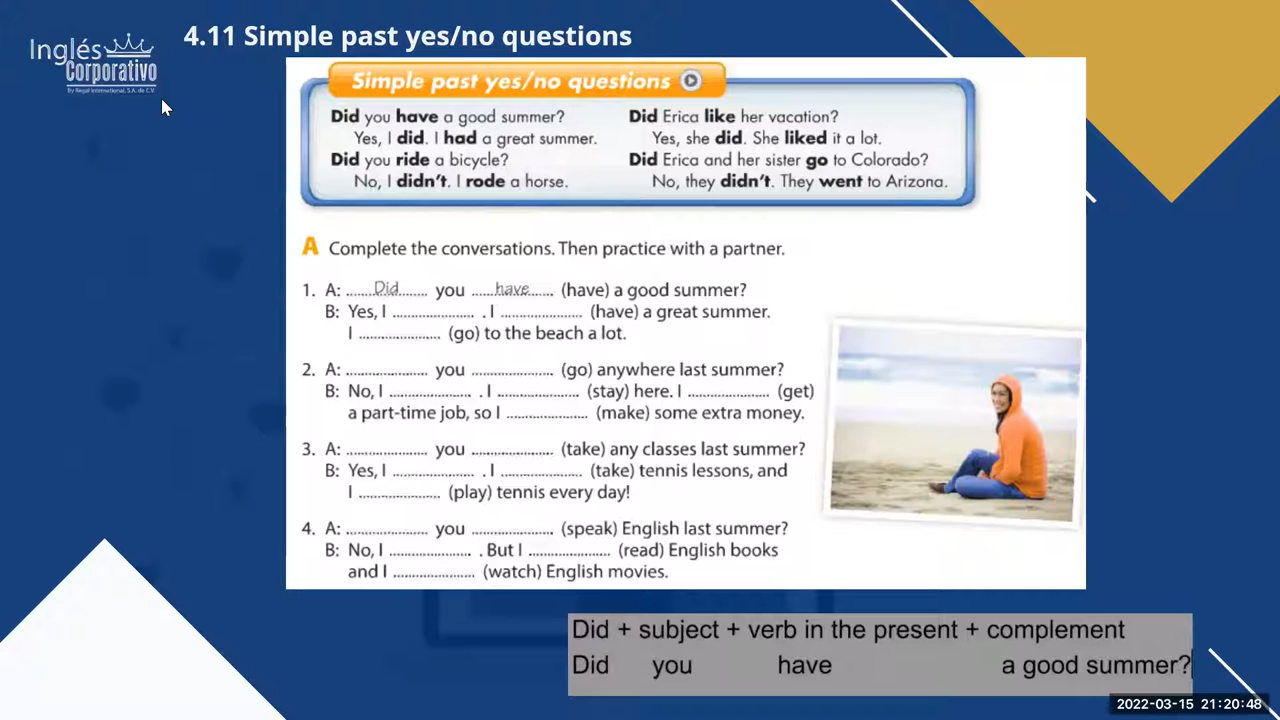 4.11 Simple past yes/no questions
Inglés
Corporativo
By Regal International, S.A. de C.V.
Simple past yes/no questions
Did you have a good summer?
Yes, I did. I had a great summer.
Did you ride a bicycle?
No, I didn't. I rode a horse.
Did Erica like her vacation?
Yes, she did. She liked it a lot.
Did Erica and her sister go to Colorado?
No, they didn't. They went to Arizona.
A Complete the conversations. Then practice with a partner.
1. A: ....Did.... you ....have.... (have) a good summer?
B: Yes, I .................... . I .................... (have) a great summer.
I .................... (go) to the beach a lot.
2. A: .................... you .................... (go) anywhere last summer?
B: No, I .................... . I .................... (stay) here. I .................... (get)
a part-time job, so I .................... (make) some extra money.
3. A: .................... you .................... (take) any classes last summer?
B: Yes, I .................... . I .................... (take) tennis lessons, and
I .................... (play) tennis every day!
4. A: .................... you .................... (speak) English last summer?
B: No, I .................... . But I .................... (read) English books
and I .................... (watch) English movies.
Did + subject + verb in the present + complement
Did you have a good summer?
2022-03-15 21:20:48